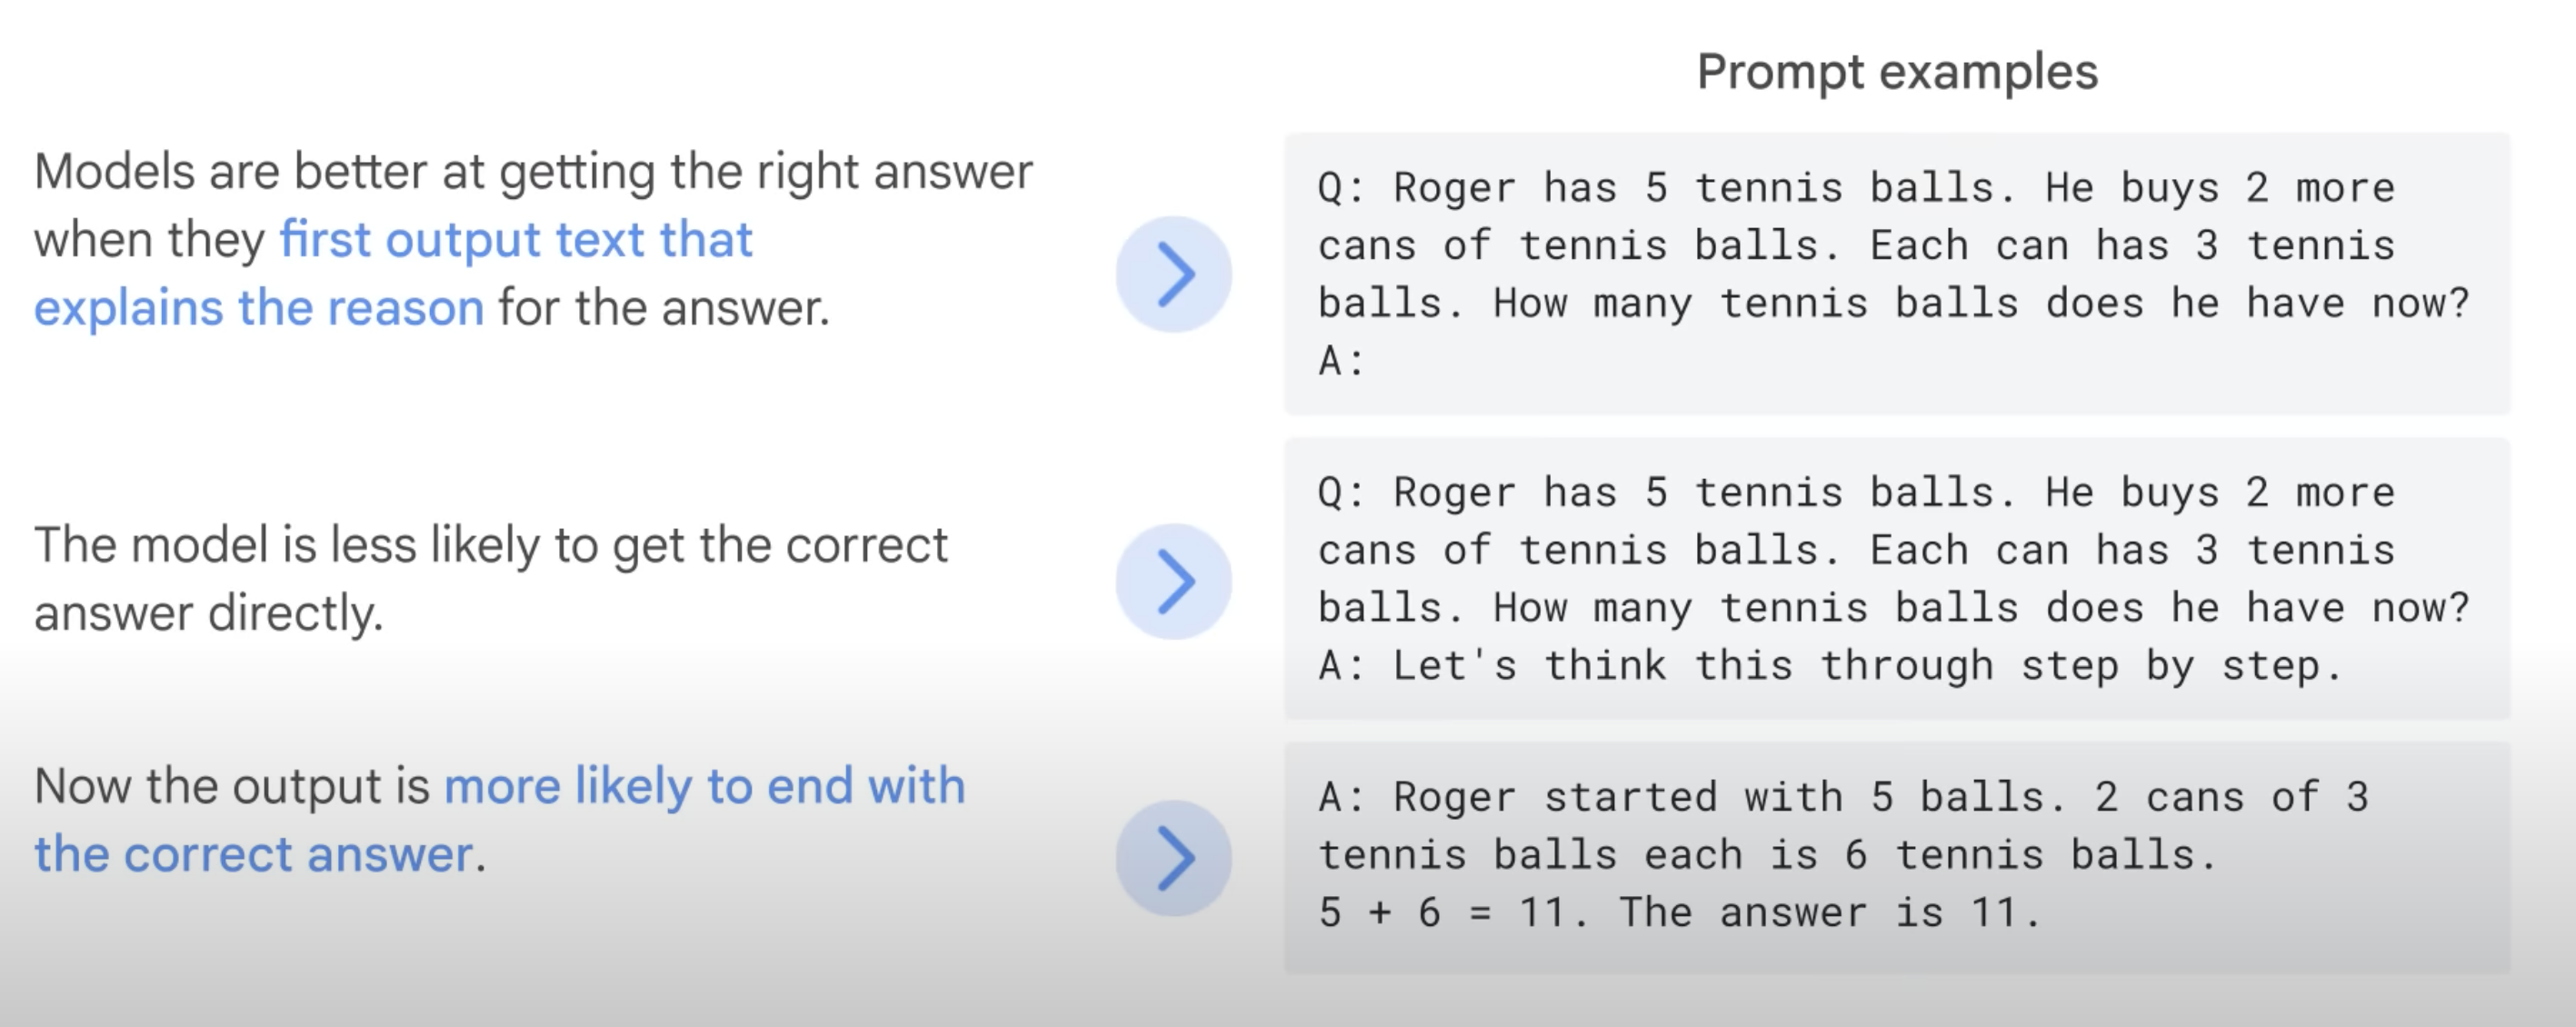 Prompt examples
Models are better at getting the right answer
when they first output text that
explains the reason for the answer.
Q: Roger has 5 tennis balls. He buys 2 more
cans of tennis balls. Each can has 3 tennis
balls. How many tennis balls does he have now?
A:
The model is less likely to get the correct
answer directly.
Q: Roger has 5 tennis balls. He buys 2 more
cans of tennis balls. Each can has 3 tennis
balls. How many tennis balls does he have now?
A: Let's think this through step by step.
Now the output is more likely to end with
the correct answer.
A: Roger started with 5 balls. 2 cans of 3
tennis balls each is 6 tennis balls.
5 + 6 = 11. The answer is 11.